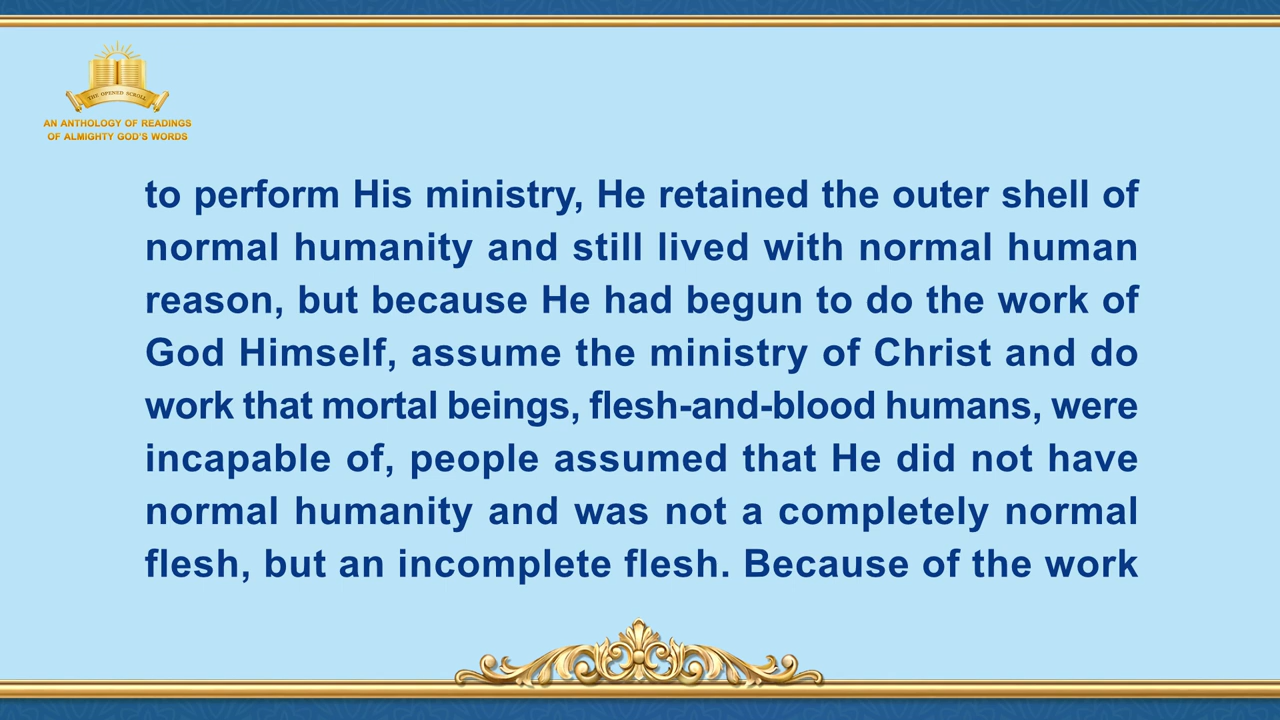 THE OPENED SCROLL
AN ANTHOLOGY OF READINGS
OF ALMIGHTY GOD'S WORDS
to perform His ministry, He retained the outer shell of
normal humanity and still lived with normal human
reason, but because He had begun to do the work of
God Himself, assume the ministry of Christ and do
work that mortal beings, flesh-and-blood humans, were
incapable of, people assumed that He did not have
normal humanity and was not a completely normal
flesh, but an incomplete flesh. Because of the work